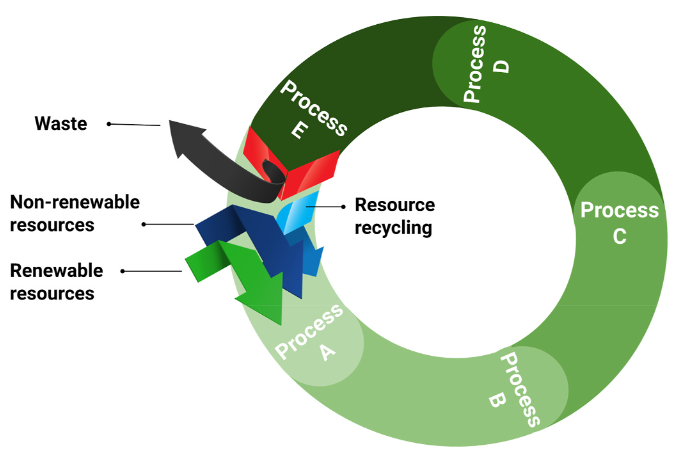 Process
D
Process
E
Waste
Non-renewable
resources
Resource
recycling
Process
C
Renewable
resources
Process
A
Process
B